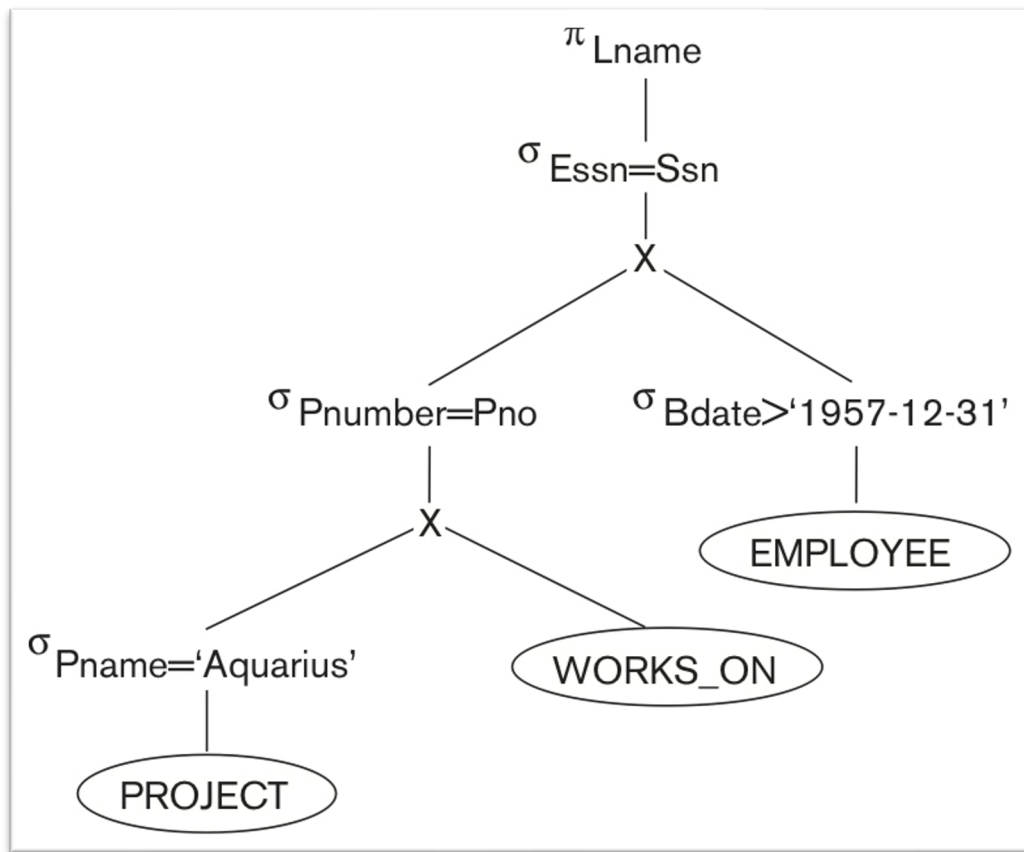 π Lname
σ Essn=Ssn
X
σ Pnumber=Pno
σ Bdate>‘1957-12-31’
X
EMPLOYEE
σ Pname=‘Aquarius’
WORKS_ON
PROJECT